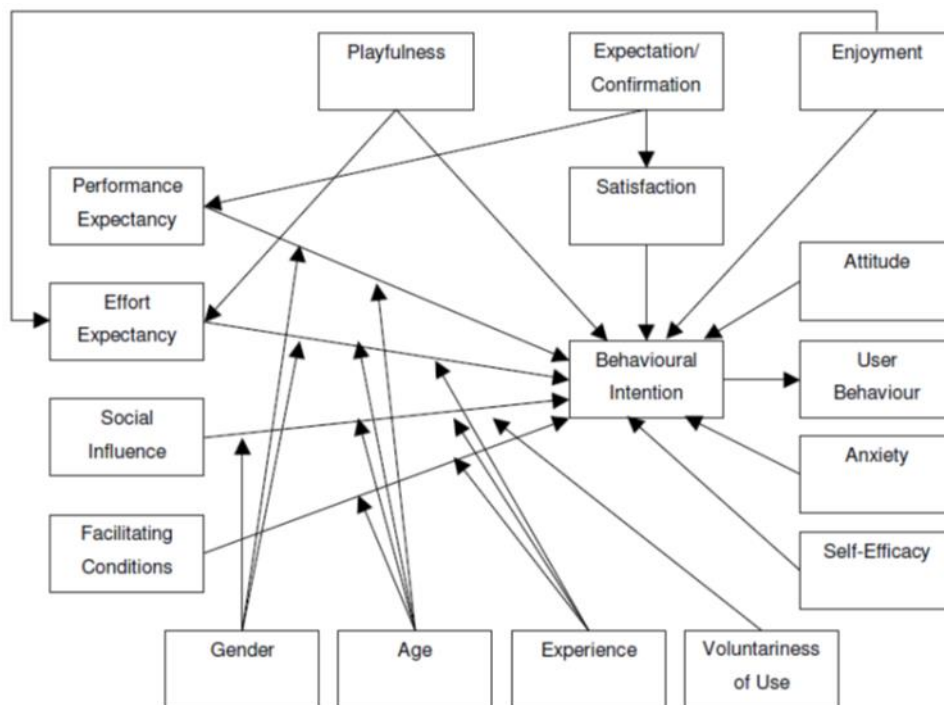 Playfulness
Expectation/
Confirmation
Enjoyment
Performance
Expectancy
Satisfaction
Attitude
Effort
Expectancy
Behavioural
Intention
User
Behaviour
Social
Influence
Anxiety
Facilitating
Conditions
Self-Efficacy
Gender
Age
Experience
Voluntariness
of Use